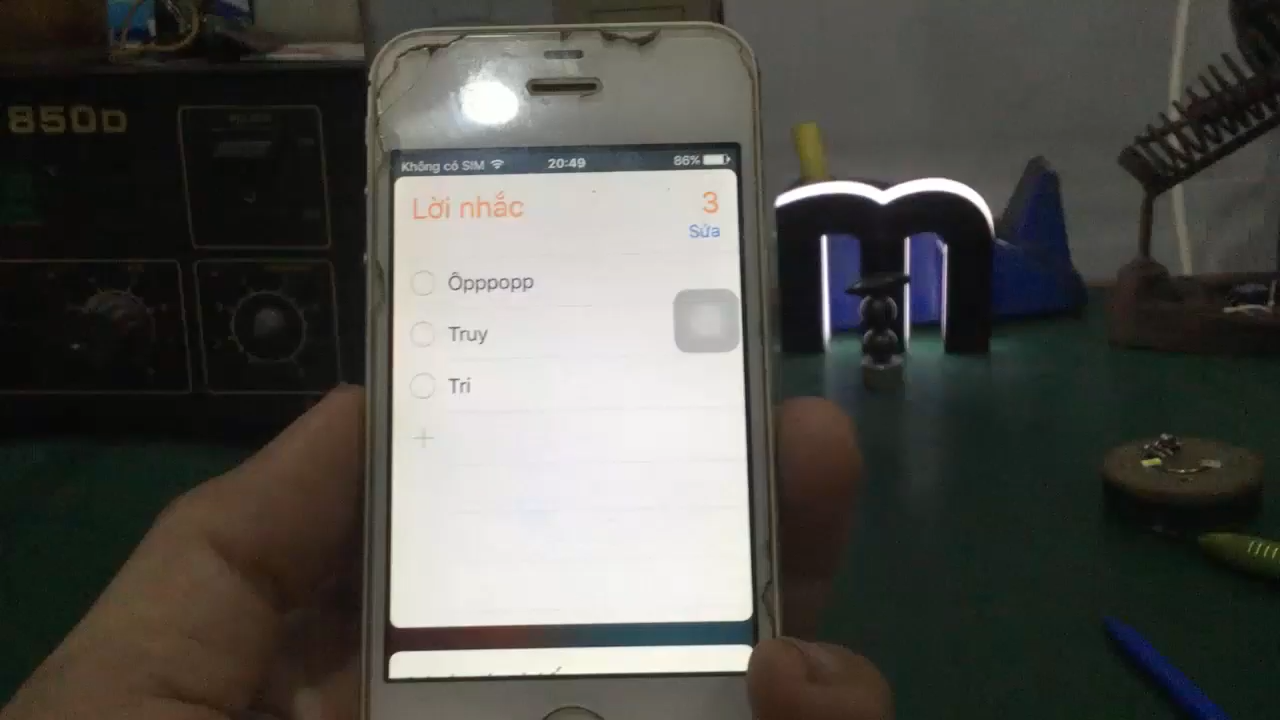 850D
Không có SIM 20:49 86%
Lời nhắc 3
Sửa
Ôpppopp
Truy
Tri
m